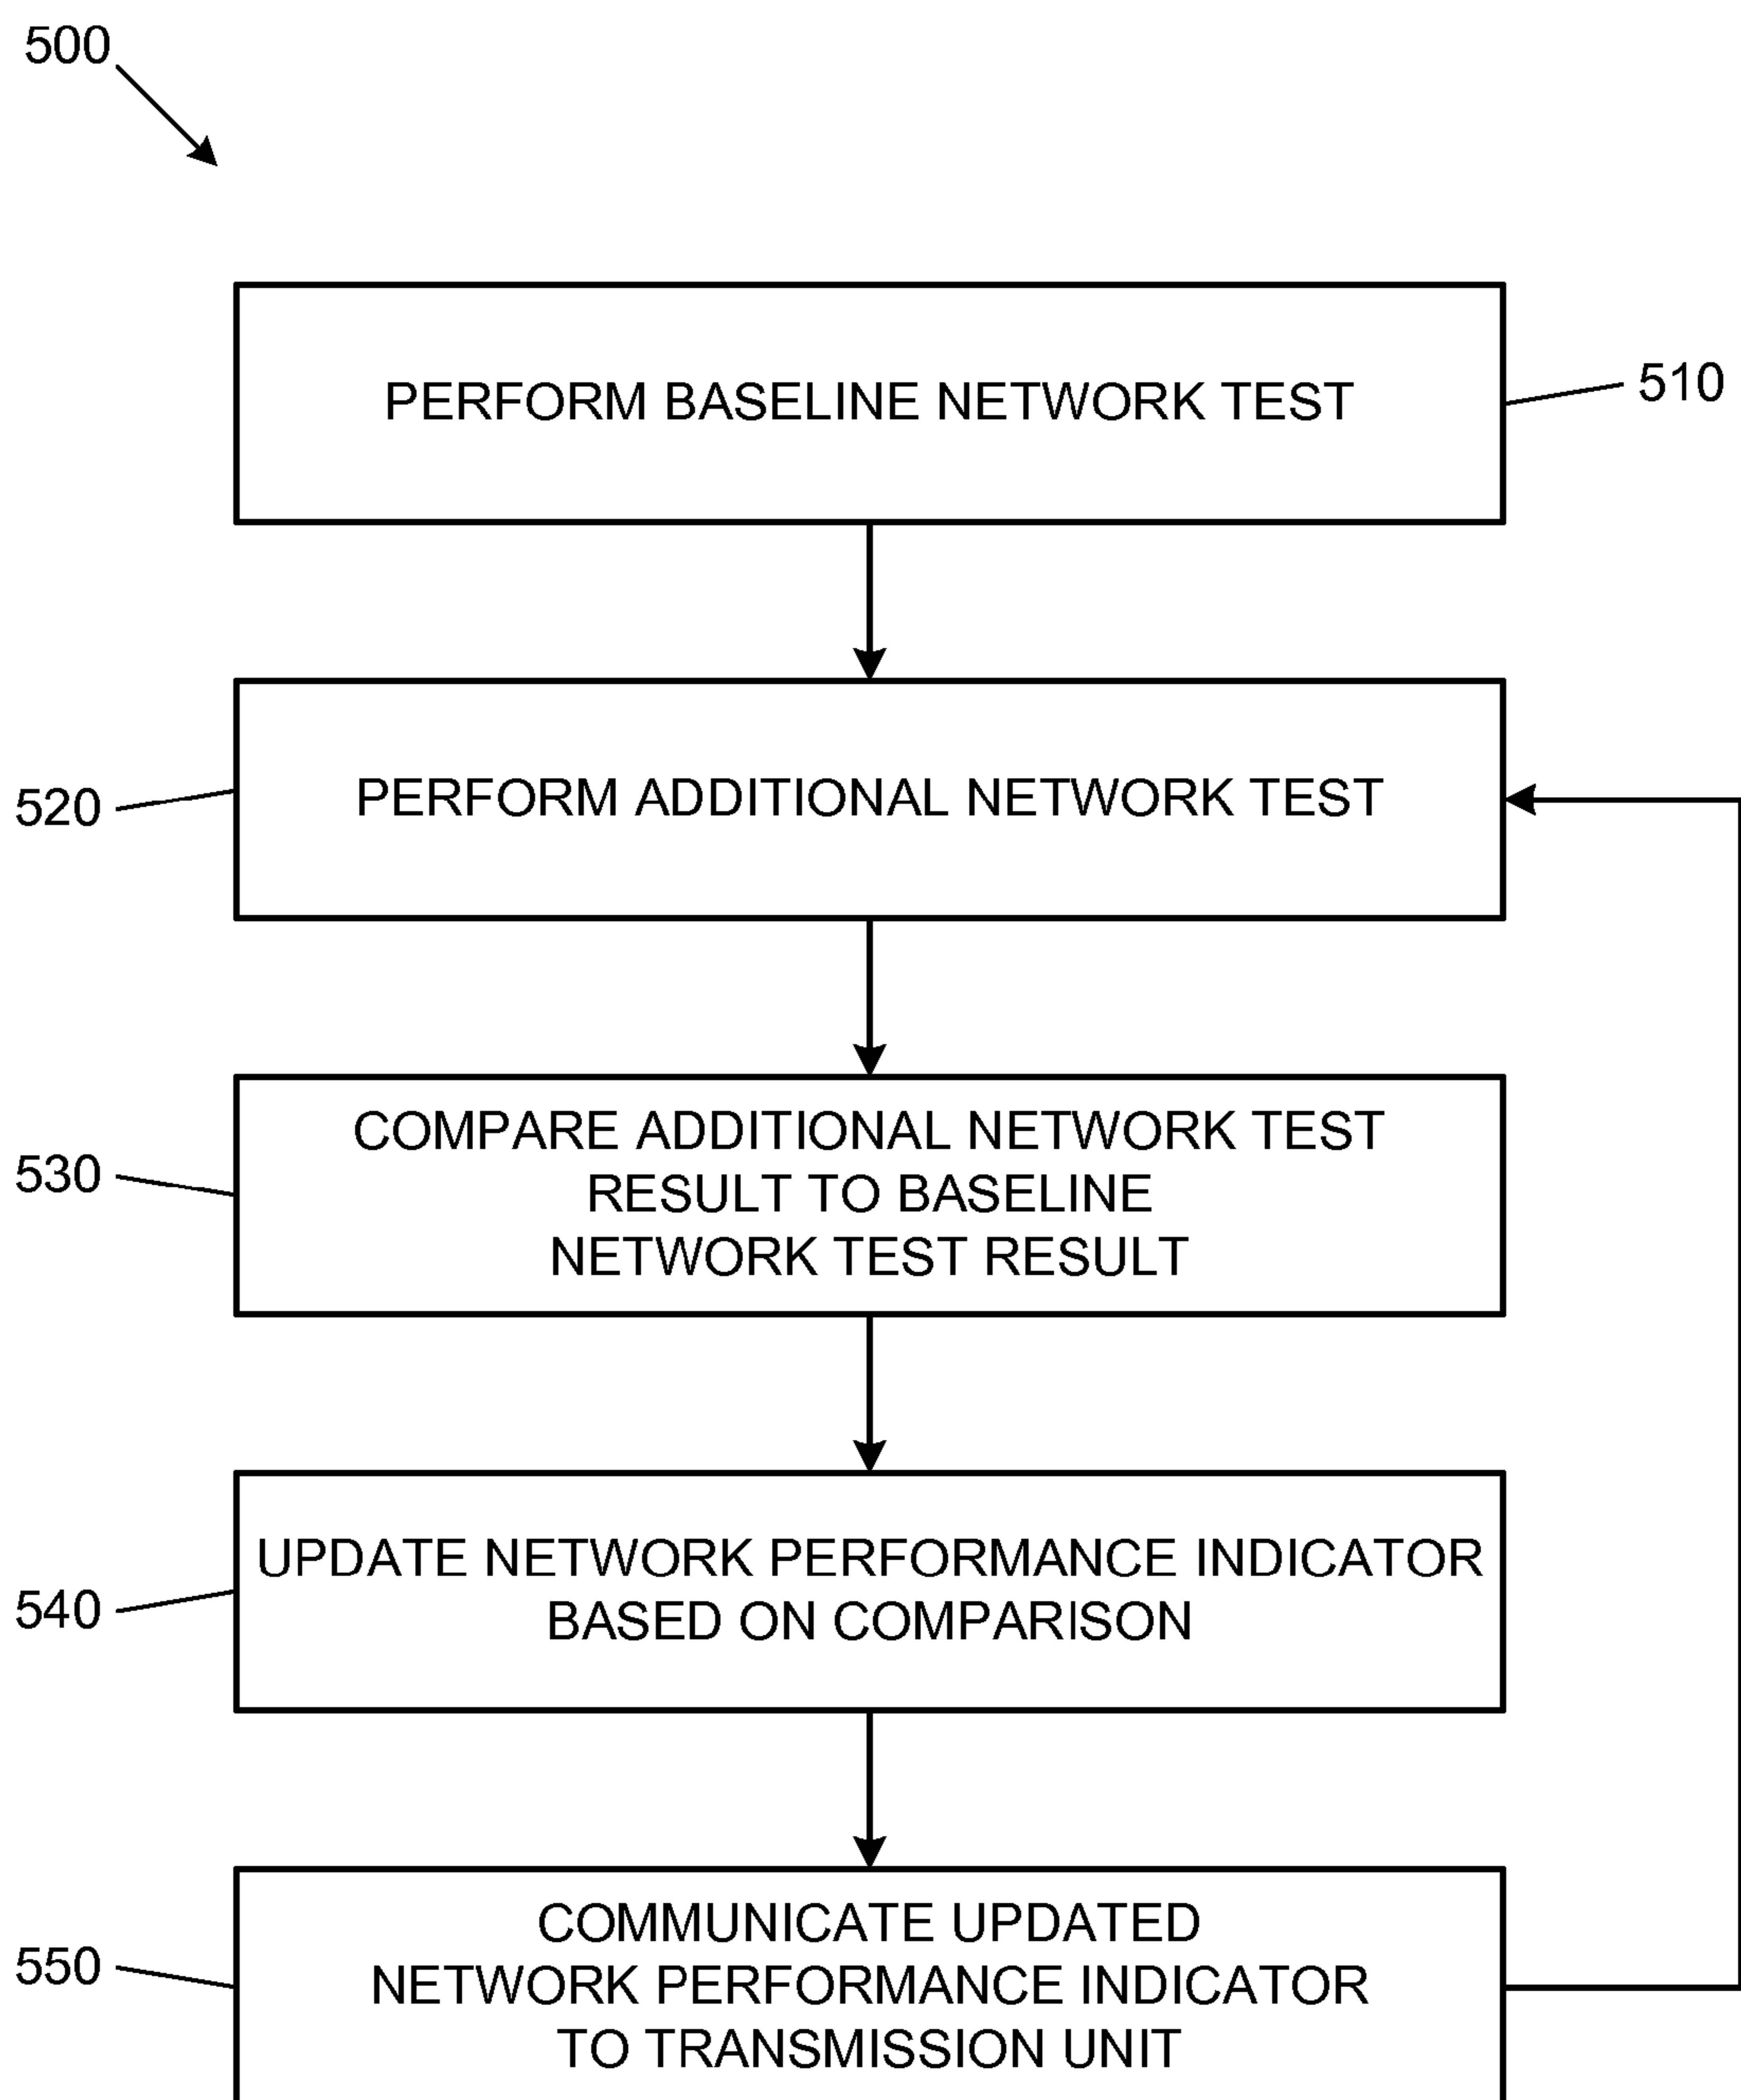 500
PERFORM BASELINE NETWORK TEST
510
PERFORM ADDITIONAL NETWORK TEST
520
COMPARE ADDITIONAL NETWORK TEST
RESULT TO BASELINE
NETWORK TEST RESULT
530
UPDATE NETWORK PERFORMANCE INDICATOR
BASED ON COMPARISON
540
COMMUNICATE UPDATED
NETWORK PERFORMANCE INDICATOR
TO TRANSMISSION UNIT
550